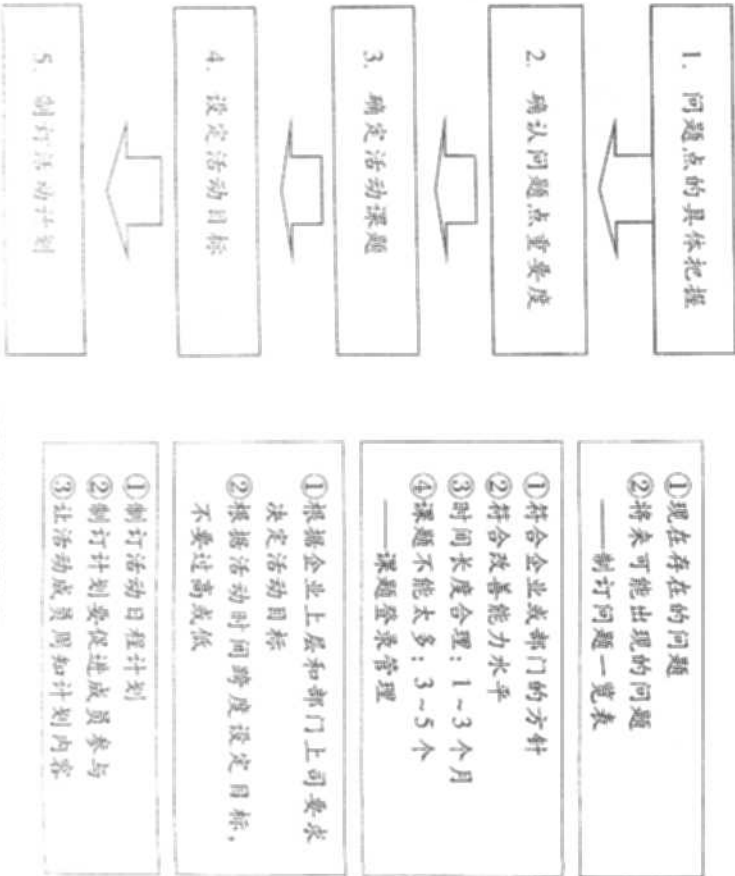 1. 问题点的具体把握
2. 确认问题点重要度
3. 确定活动课题
4. 设定活动目标
5. 制订活动计划
①现在存在的问题
②将来可能出现的问题
——制订问题一览表
①符合企业或部门的方针
②符合改善能力水平
③时间长度合理：1~3个月
④课题不能太多：3~5个
——课题登录管理
①根据企业上层和部门上司要求
决定活动目标
②根据活动时间跨度设定目标，
不要过高或低
①制订活动日程计划
②制订计划要促进成员参与
③让活动成员周知计划内容